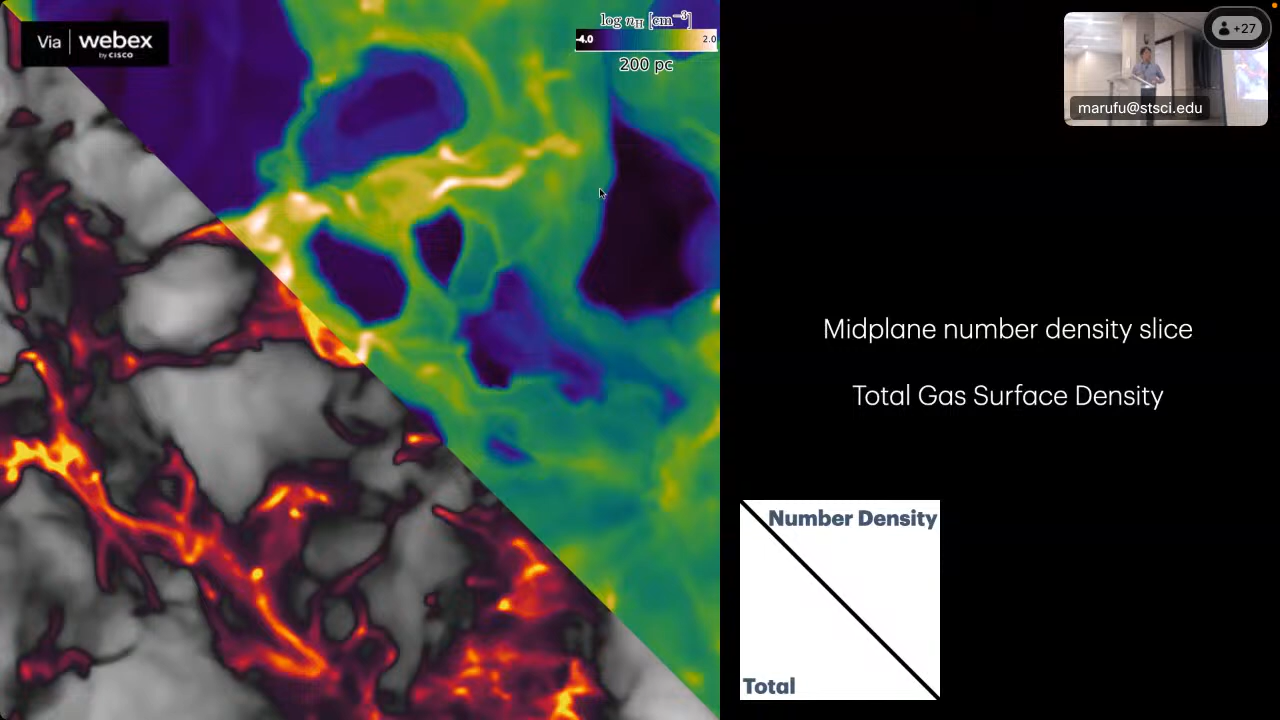 Via webex
by CISCO
log n_H [cm^-3]
-4.0 2.0
200 pc
+27
marufu@stsci.edu
Midplane number density slice
Total Gas Surface Density
Number Density
Total